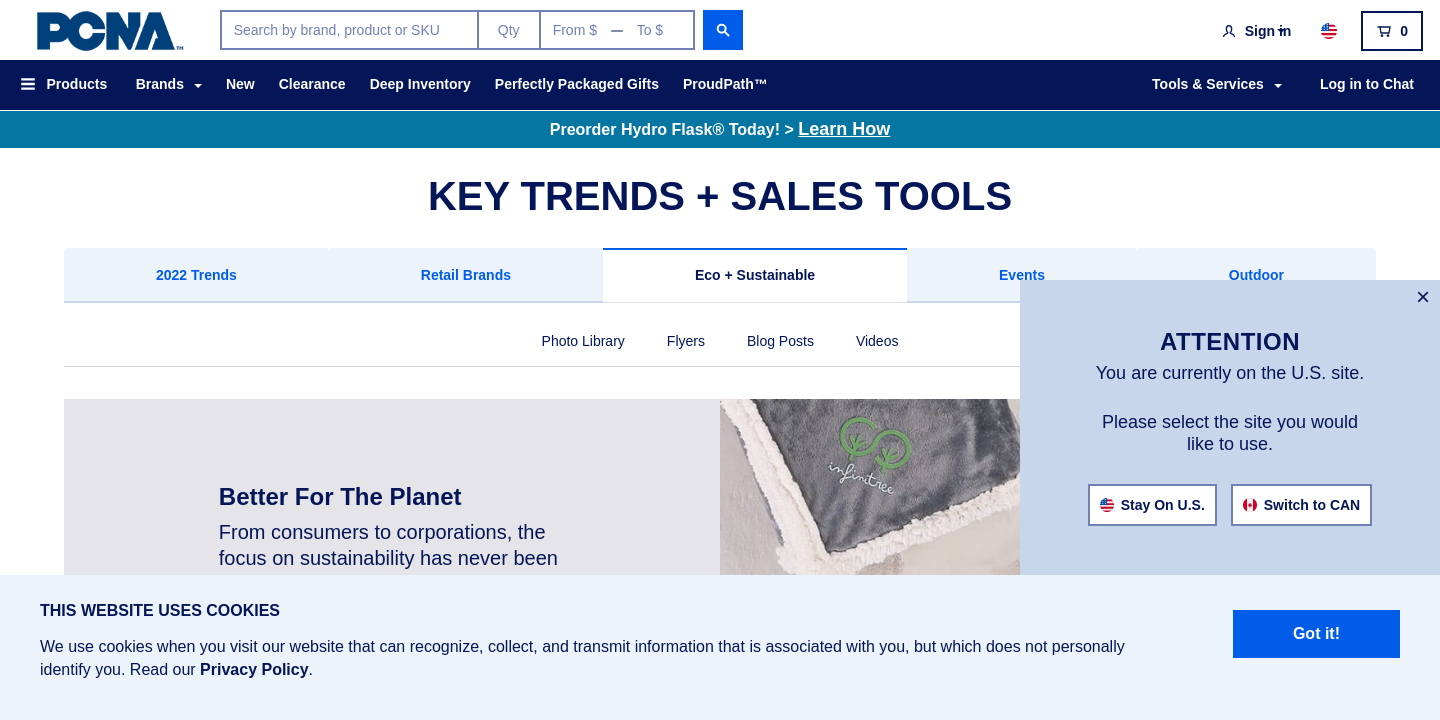 PCNA™
Search by brand, product or SKU
Qty
From $ — To $
Sign in
0
Products
Brands
New
Clearance
Deep Inventory
Perfectly Packaged Gifts
ProudPath™
Tools & Services
Log in to Chat
Preorder Hydro Flask® Today! > Learn How
KEY TRENDS + SALES TOOLS
2022 Trends
Retail Brands
Eco + Sustainable
Events
Outdoor
Photo Library
Flyers
Blog Posts
Videos
×
ATTENTION
You are currently on the U.S. site.
Please select the site you would
like to use.
Stay On U.S.
Switch to CAN
infinitree
Better For The Planet
From consumers to corporations, the
focus on sustainability has never been
THIS WEBSITE USES COOKIES
We use cookies when you visit our website that can recognize, collect, and transmit information that is associated with you, but which does not personally
identify you. Read our Privacy Policy.
Got it!